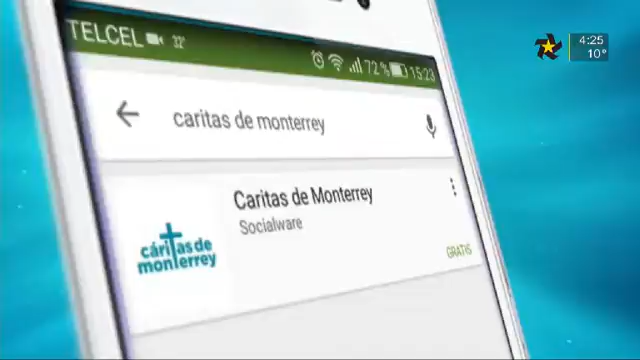 TELCEL 32°
72 % 15:23
4:25
10°
caritas de monterrey
Caritas de Monterrey
Socialware
cáritas de
monterrey
GRATIS